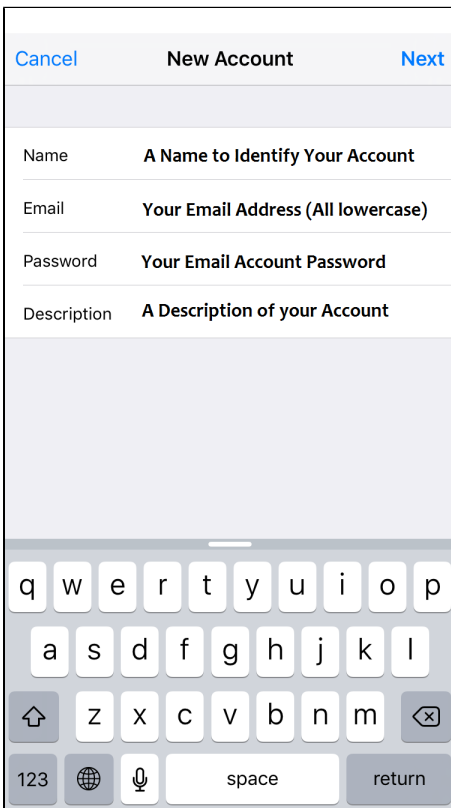 Cancel New Account Next
Name A Name to Identify Your Account
Email Your Email Address (All lowercase)
Password Your Email Account Password
Description A Description of your Account
q w e r t y u i o p
a s d f g h j k l
z x c v b n m
123 space return